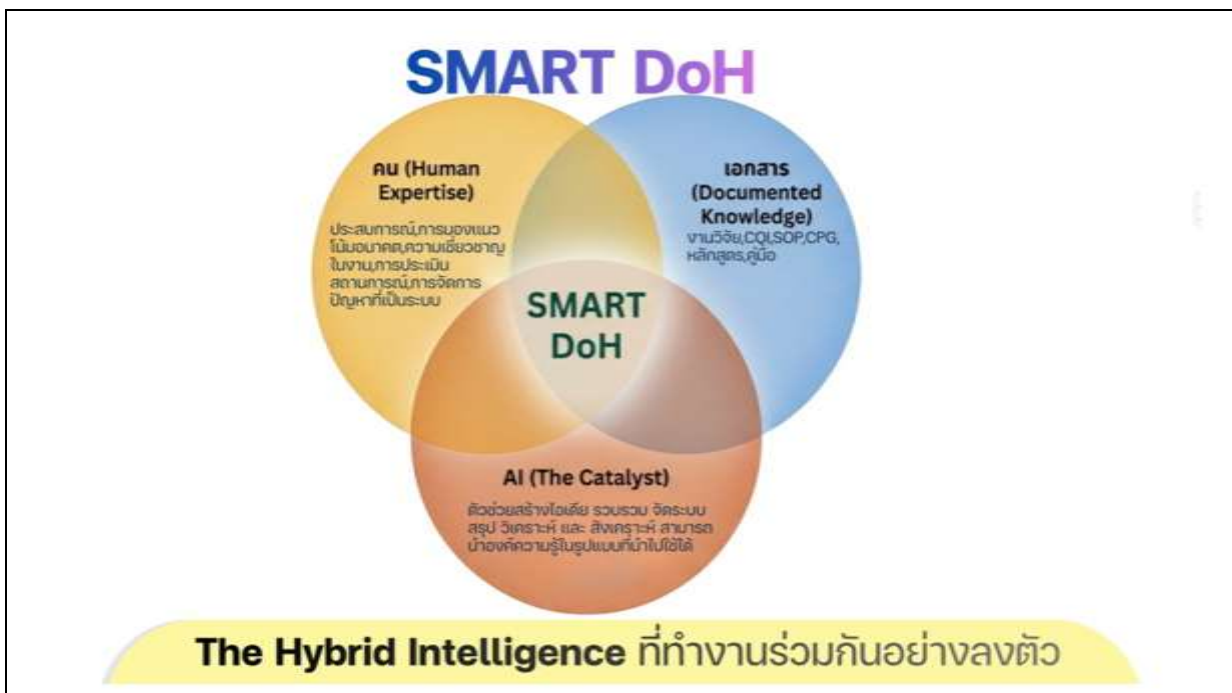 SMART DoH
คน (Human
Expertise)
ประสบการณ์,การมองแนว
โน้มอนาคต,ความเชี่ยวชาญ
ในงาน,การประเมิน
สถานการณ์,การจัดการ
ปัญหาที่เป็นระบบ
เอกสาร
(Documented
Knowledge)
งานวิจัย,CQI,SOP,CPG,
หลักสูตร,คู่มือ
SMART
DoH
AI (The Catalyst)
ตัวช่วยสร้างไอเดีย รวบรวม จัดระบบ
สรุป วิเคราะห์ และ สังเคราะห์ สามารถ
นำองค์ความรู้ในรูปแบบที่นำไปใช้ได้
The Hybrid Intelligence ที่ทำงานร่วมกันอย่างลงตัว